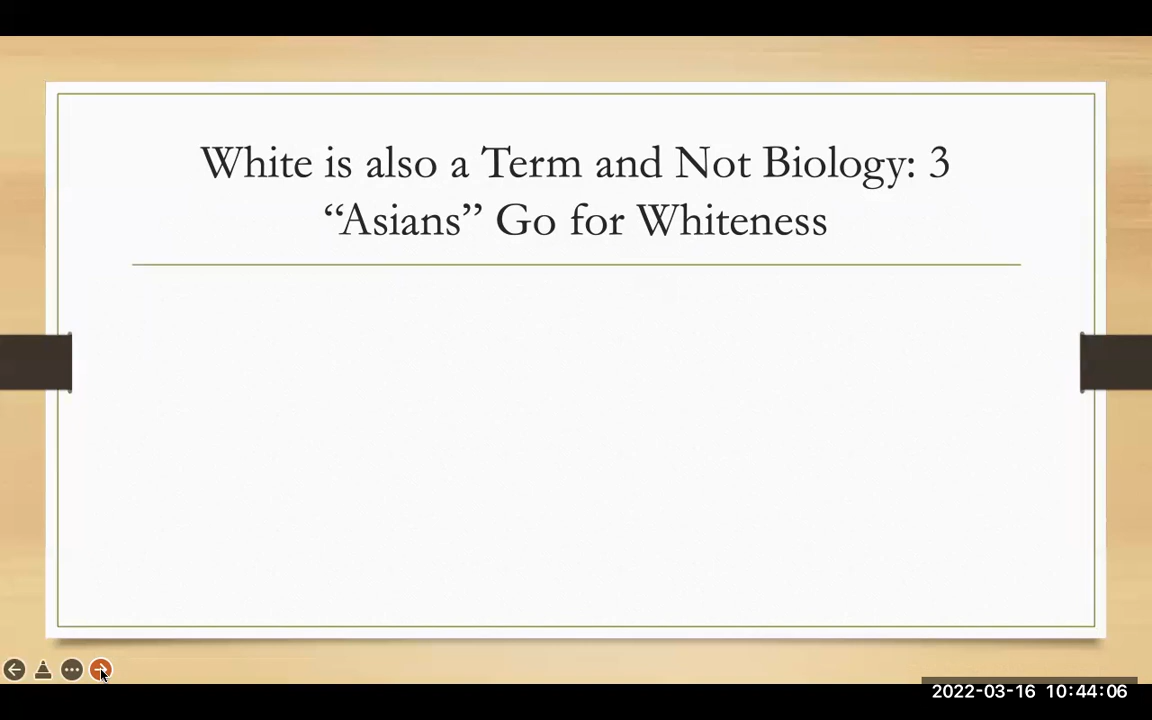 White is also a Term and Not Biology: 3
“Asians” Go for Whiteness
2022-03-16 10:44:06